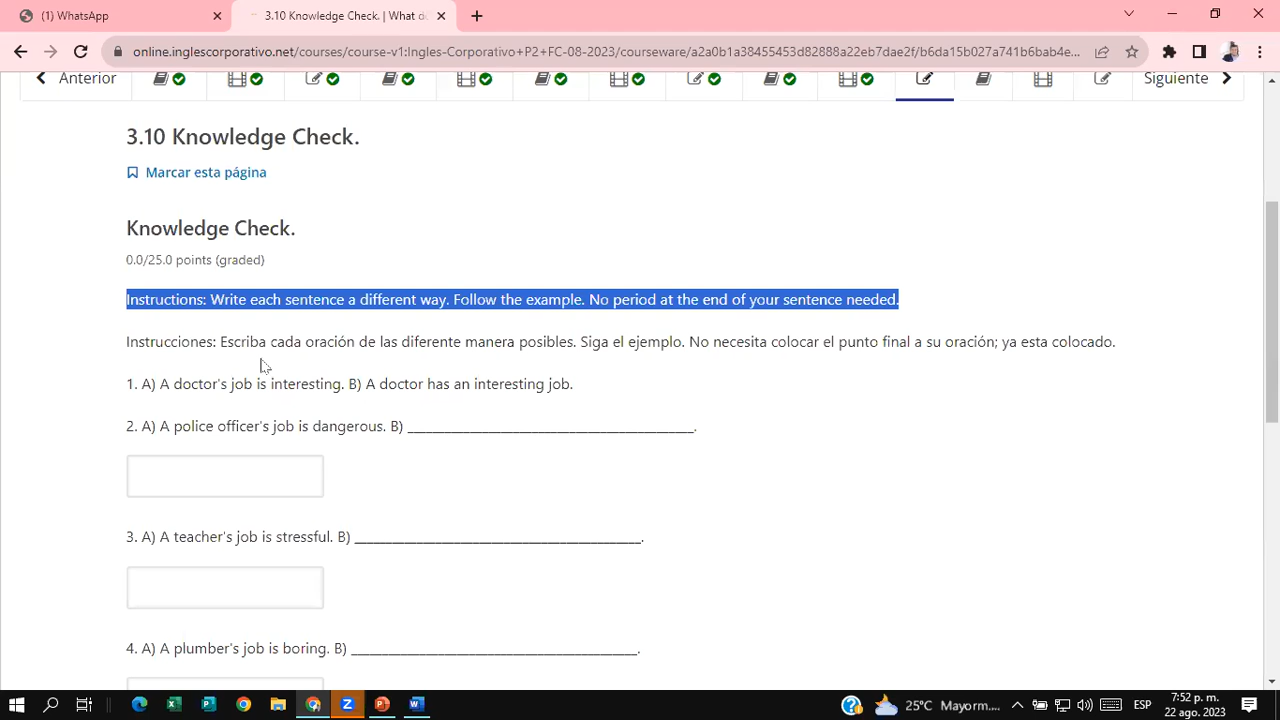 (1) WhatsApp
3.10 Knowledge Check. | What do
online.inglescorporativo.net/courses/course-v1:Ingles-Corporativo+P2+FC-08-2023/courseware/a2a0b1a38455453d82888a22eb7dae2f/b6da15b027a741b6bab4e...
Anterior
Siguiente
3.10 Knowledge Check.
Marcar esta página
Knowledge Check.
0.0/25.0 points (graded)
Instructions: Write each sentence a different way. Follow the example. No period at the end of your sentence needed.
Instrucciones: Escriba cada oración de las diferente manera posibles. Siga el ejemplo. No necesita colocar el punto final a su oración; ya esta colocado.
1. A) A doctor's job is interesting. B) A doctor has an interesting job.
2. A) A police officer's job is dangerous. B) ________________________________________.
3. A) A teacher's job is stressful. B) ________________________________________.
4. A) A plumber's job is boring. B) ________________________________________.
25°C Mayorm....
ESP
7:52 p. m.
22 ago. 2023